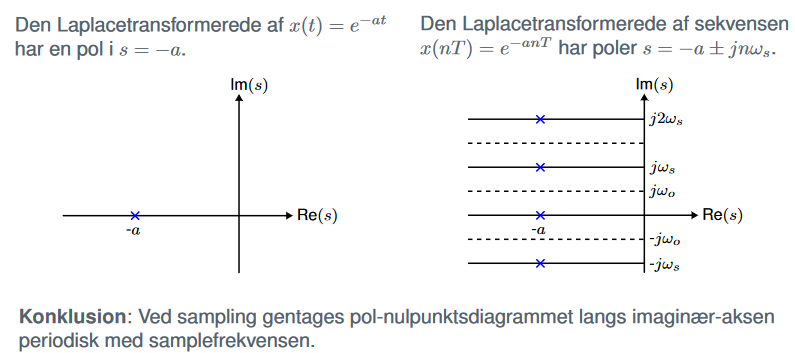 Den Laplacetransformerede af x(t) = e^{-at}
har en pol i s = −a.
Den Laplacetransformerede af sekvensen
x(nT) = e^{-anT} har poler s = −a ± jnω_s.
Im(s)
Re(s)
-a
Im(s)
j2ω_s
jω_s
jω_o
Re(s)
-a
-jω_o
-jω_s
Konklusion: Ved sampling gentages pol-nulpunktsdiagrammet langs imaginær-aksen
periodisk med samplefrekvensen.